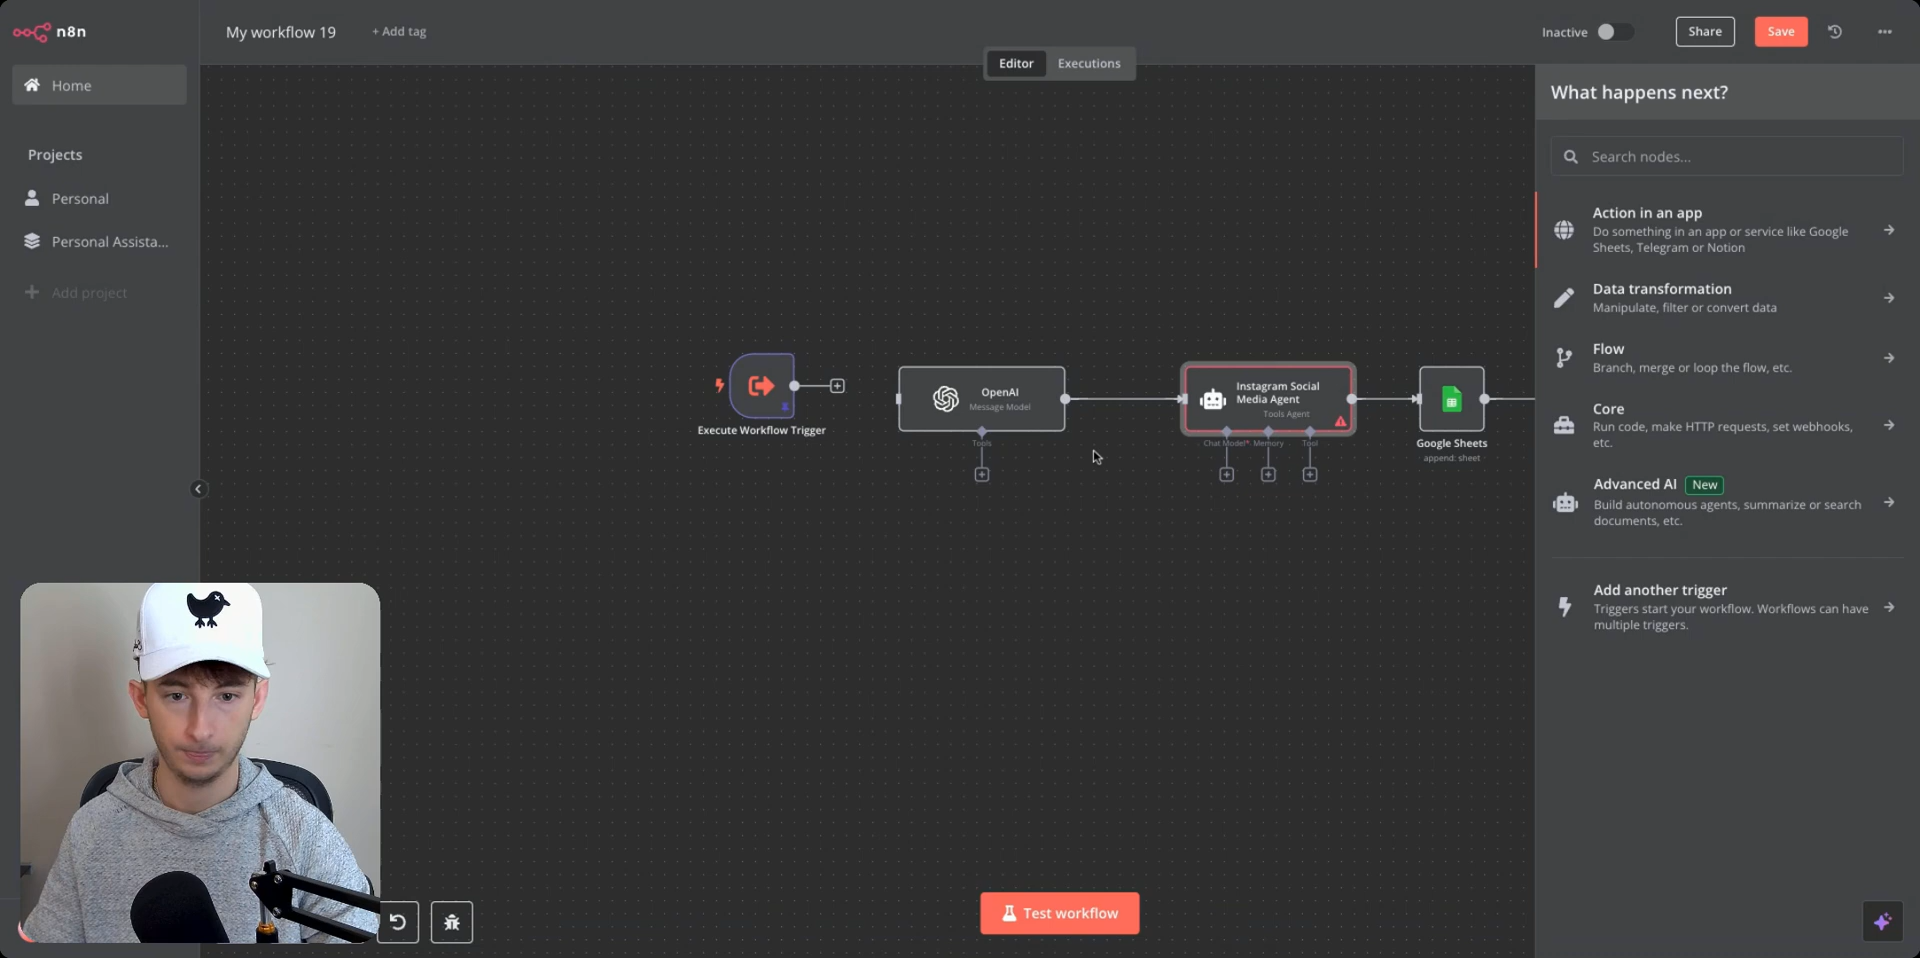 n8n
My workflow 19
+ Add tag
Inactive
Share
Save
Editor
Executions
Home
Projects
Personal
Personal Assista...
Add project
What happens next?
Search nodes...
Action in an app
Do something in an app or service like Google
Sheets, Telegram or Notion
Data transformation
Manipulate, filter or convert data
Flow
Branch, merge or loop the flow, etc.
Core
Run code, make HTTP requests, set webhooks,
etc.
Advanced AI New
Build autonomous agents, summarize or search
documents, etc.
Add another trigger
Triggers start your workflow. Workflows can have
multiple triggers.
Execute Workflow Trigger
OpenAI
Message Model
Tools
Instagram Social
Media Agent
Tools Agent
Chat Model* Memory Tool
Google Sheets
append: sheet
Test workflow